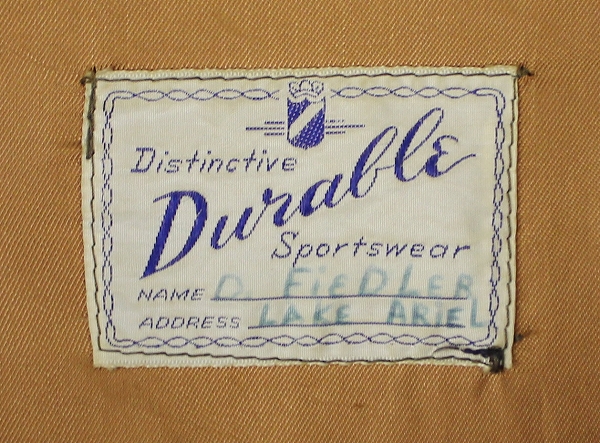 Distinctive
Durable
Sportswear
NAME D. FiEDLER
ADDRESS LAKE ARIEL